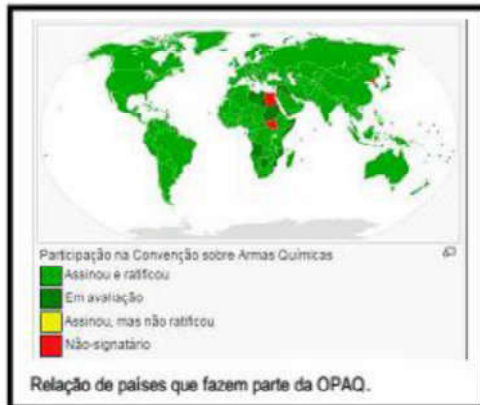 Participação na Convenção sobre Armas Químicas
Assinou e ratificou
Em avaliação
Assinou, mas não ratificou
Não-signatário
Relação de países que fazem parte da OPAQ.